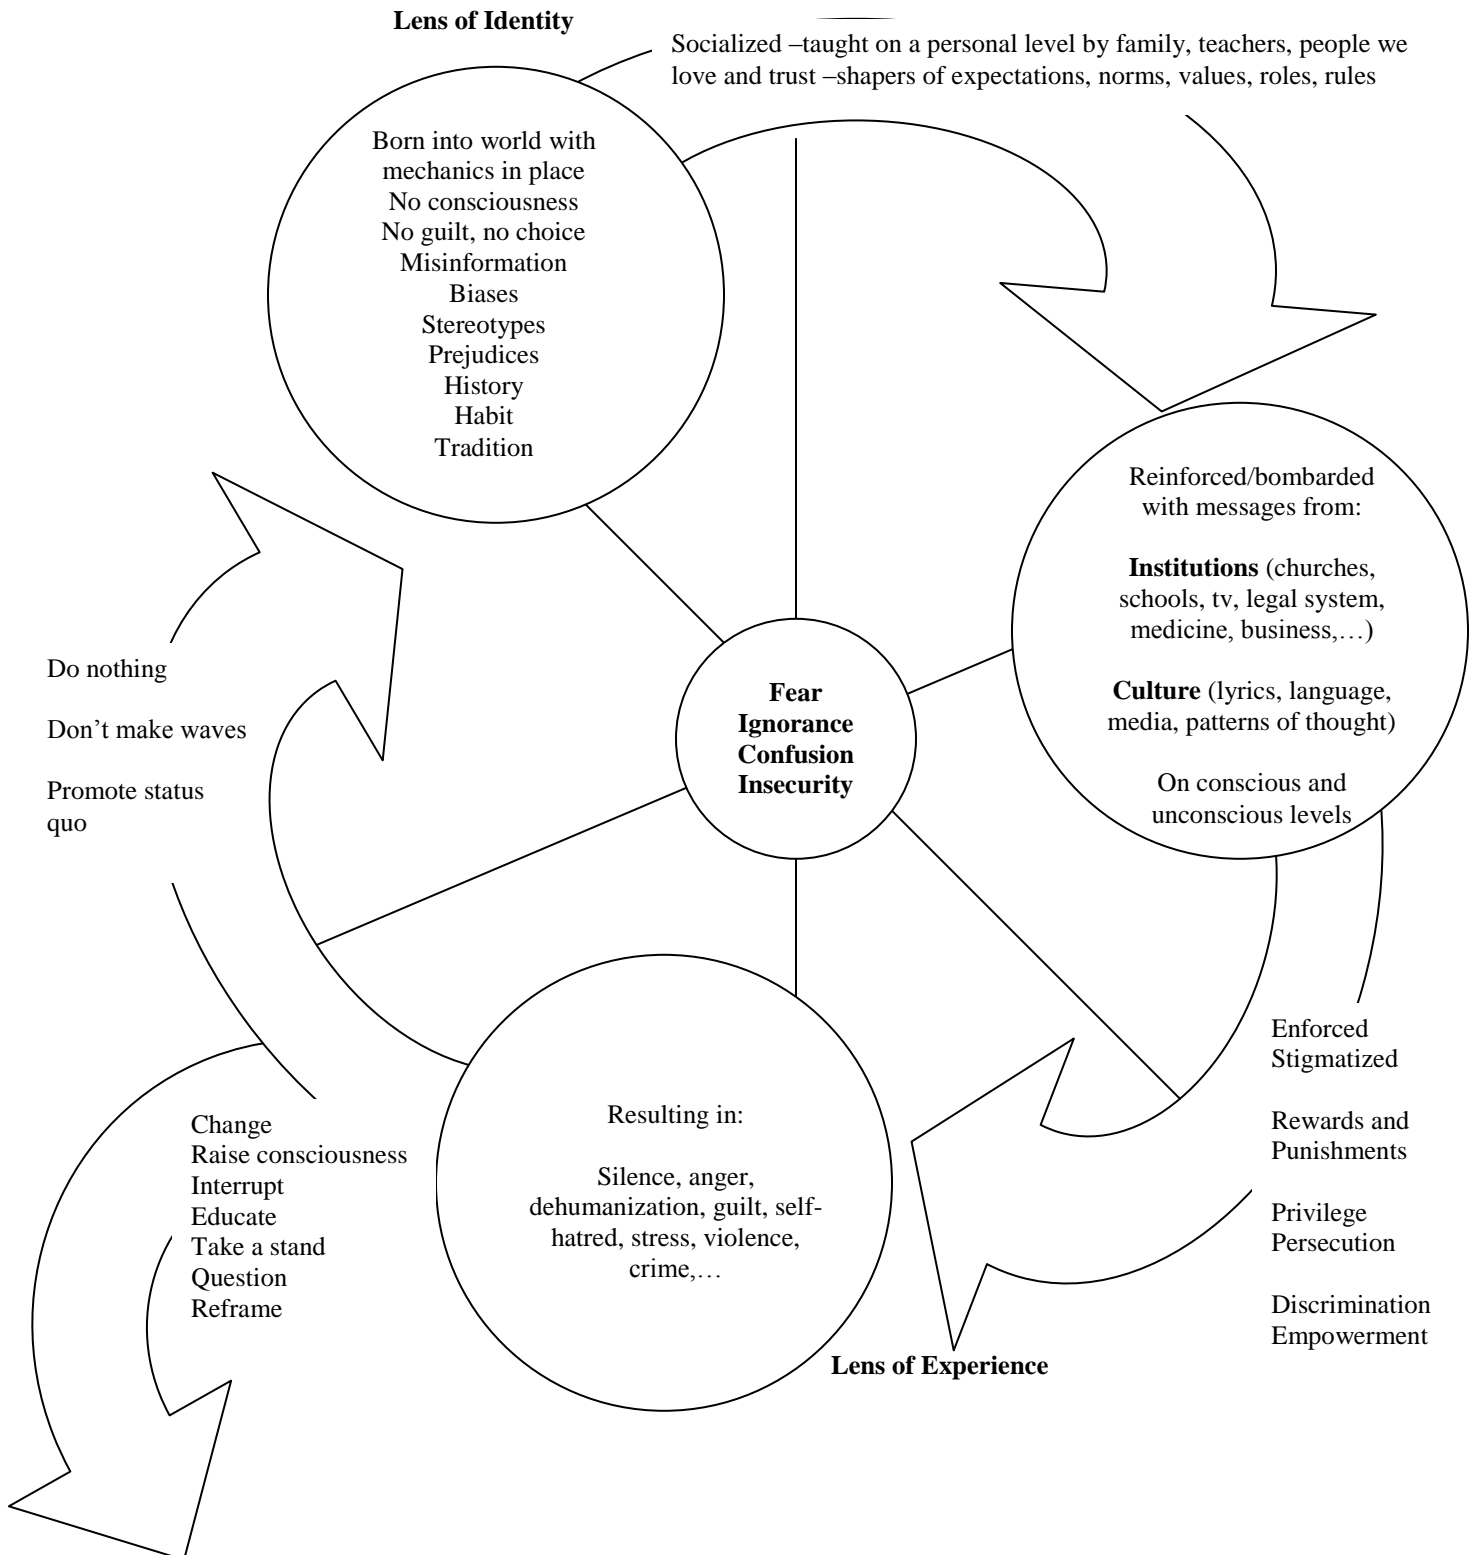 Lens of Identity
Socialized –taught on a personal level by family, teachers, people we
love and trust –shapers of expectations, norms, values, roles, rules
Born into world with
mechanics in place
No consciousness
No guilt, no choice
Misinformation
Biases
Stereotypes
Prejudices
History
Habit
Tradition
Reinforced/bombarded
with messages from:
Institutions (churches,
schools, tv, legal system,
medicine, business,…)
Culture (lyrics, language,
media, patterns of thought)
On conscious and
unconscious levels
Fear
Ignorance
Confusion
Insecurity
Do nothing
Don’t make waves
Promote status
quo
Enforced
Stigmatized
Rewards and
Punishments
Privilege
Persecution
Discrimination
Empowerment
Resulting in:
Silence, anger,
dehumanization, guilt, self-
hatred, stress, violence,
crime,…
Change
Raise consciousness
Interrupt
Educate
Take a stand
Question
Reframe
Lens of Experience